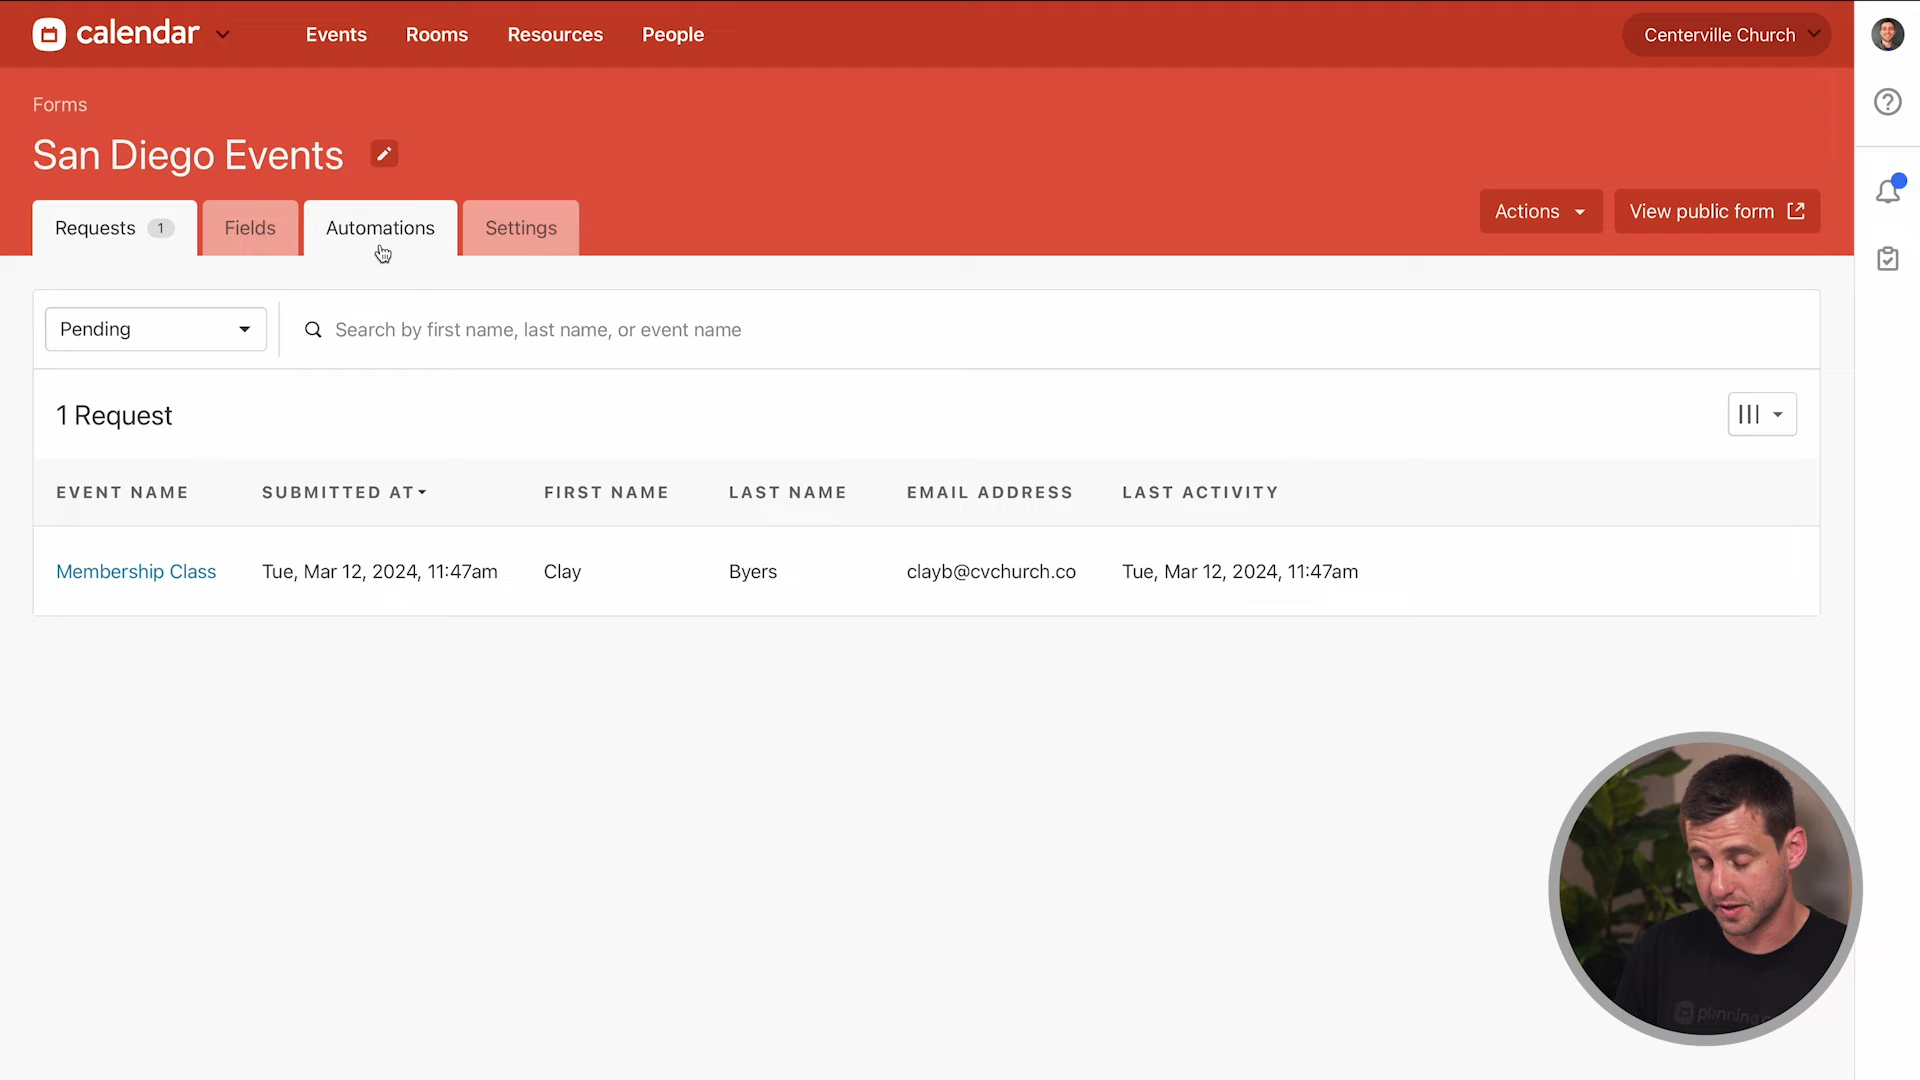 calendar
Events
Rooms
Resources
People
Centerville Church
Forms
San Diego Events
Requests 1
Fields
Automations
Settings
Actions
View public form
Pending
Search by first name, last name, or event name
1 Request
EVENT NAME
SUBMITTED AT
FIRST NAME
LAST NAME
EMAIL ADDRESS
LAST ACTIVITY
Membership Class
Tue, Mar 12, 2024, 11:47am
Clay
Byers
clayb@cvchurch.co
Tue, Mar 12, 2024, 11:47am